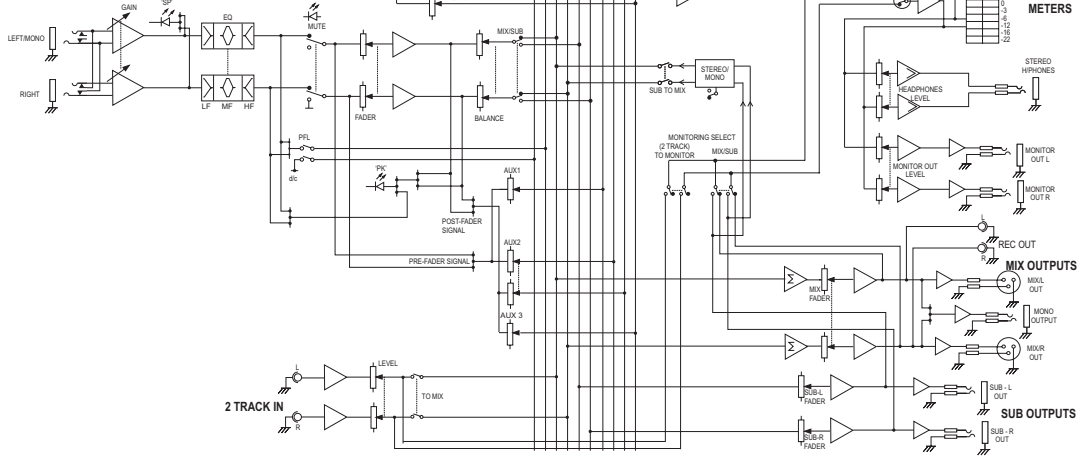 'SP'
GAIN
EQ
MUTE
LEFT/MONO
RIGHT
LF MF HF
FADER
MIX/SUB
BALANCE
PFL
d/c
'PK'
POST-FADER
SIGNAL
PRE-FADER SIGNAL
AUX1
AUX2
AUX 3
STEREO/
MONO
SUB TO MIX
MONITORING SELECT
(2 TRACK)
TO MONITOR
MIX/SUB
0
-3
-6
-12
-16
-22
METERS
STEREO
H/PHONES
HEADPHONES
LEVEL
MONITOR
OUT L
MONITOR OUT
LEVEL
MONITOR
OUT R
L
R
REC OUT
MIX OUTPUTS
Σ
MIX
FADER
MIX/L
OUT
MONO
OUTPUT
Σ
MIX/R
OUT
LEVEL
L
TO MIX
2 TRACK IN
R
SUB-L
FADER
SUB - L
OUT
SUB OUTPUTS
SUB-R
FADER
SUB - R
OUT